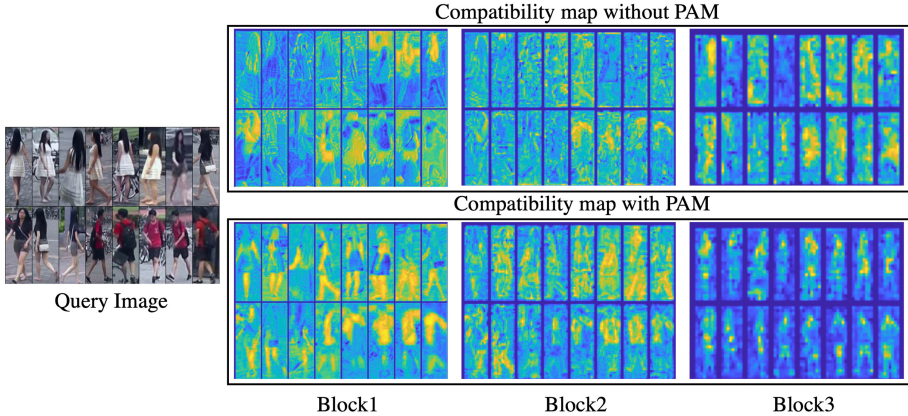 Compatibility map without PAM
Compatibility map with PAM
Query Image
Block1
Block2
Block3